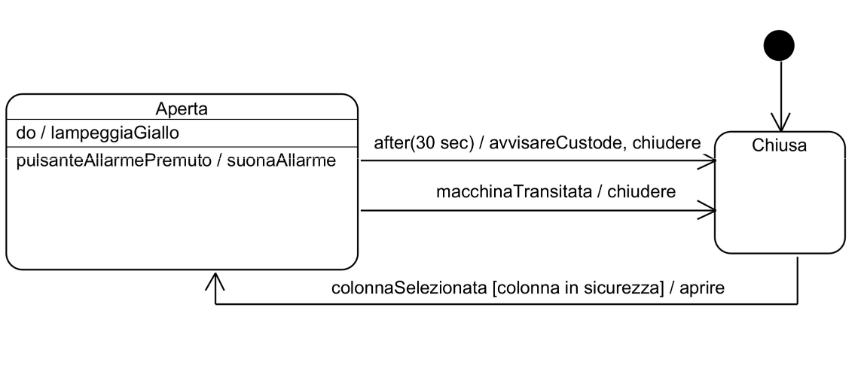 Aperta
do / lampeggiaGiallo
pulsanteAllarmePremuto / suonaAllarme
after(30 sec) / avvisareCustode, chiudere
Chiusa
macchinaTransitata / chiudere
colonnaSelezionata [colonna in sicurezza] / aprire